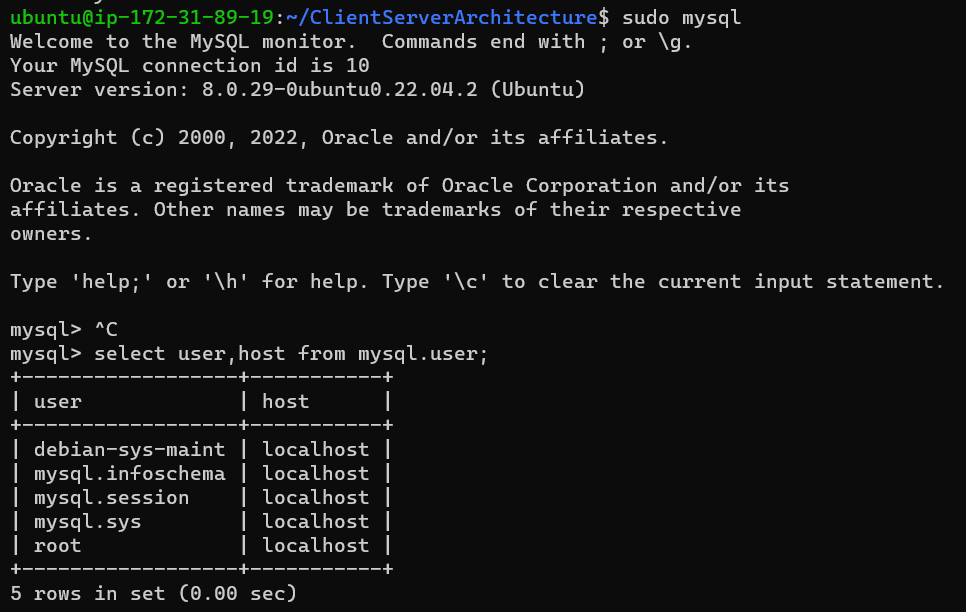 ubuntu@ip-172-31-89-19:~/ClientServerArchitecture$ sudo mysql
Welcome to the MySQL monitor.  Commands end with ; or \g.
Your MySQL connection id is 10
Server version: 8.0.29-0ubuntu0.22.04.2 (Ubuntu)

Copyright (c) 2000, 2022, Oracle and/or its affiliates.

Oracle is a registered trademark of Oracle Corporation and/or its
affiliates. Other names may be trademarks of their respective
owners.

Type 'help;' or '\h' for help. Type '\c' to clear the current input statement.

mysql> ^C
mysql> select user,host from mysql.user;
+------------------+-----------+
| user             | host      |
+------------------+-----------+
| debian-sys-maint | localhost |
| mysql.infoschema | localhost |
| mysql.session    | localhost |
| mysql.sys        | localhost |
| root             | localhost |
+------------------+-----------+
5 rows in set (0.00 sec)